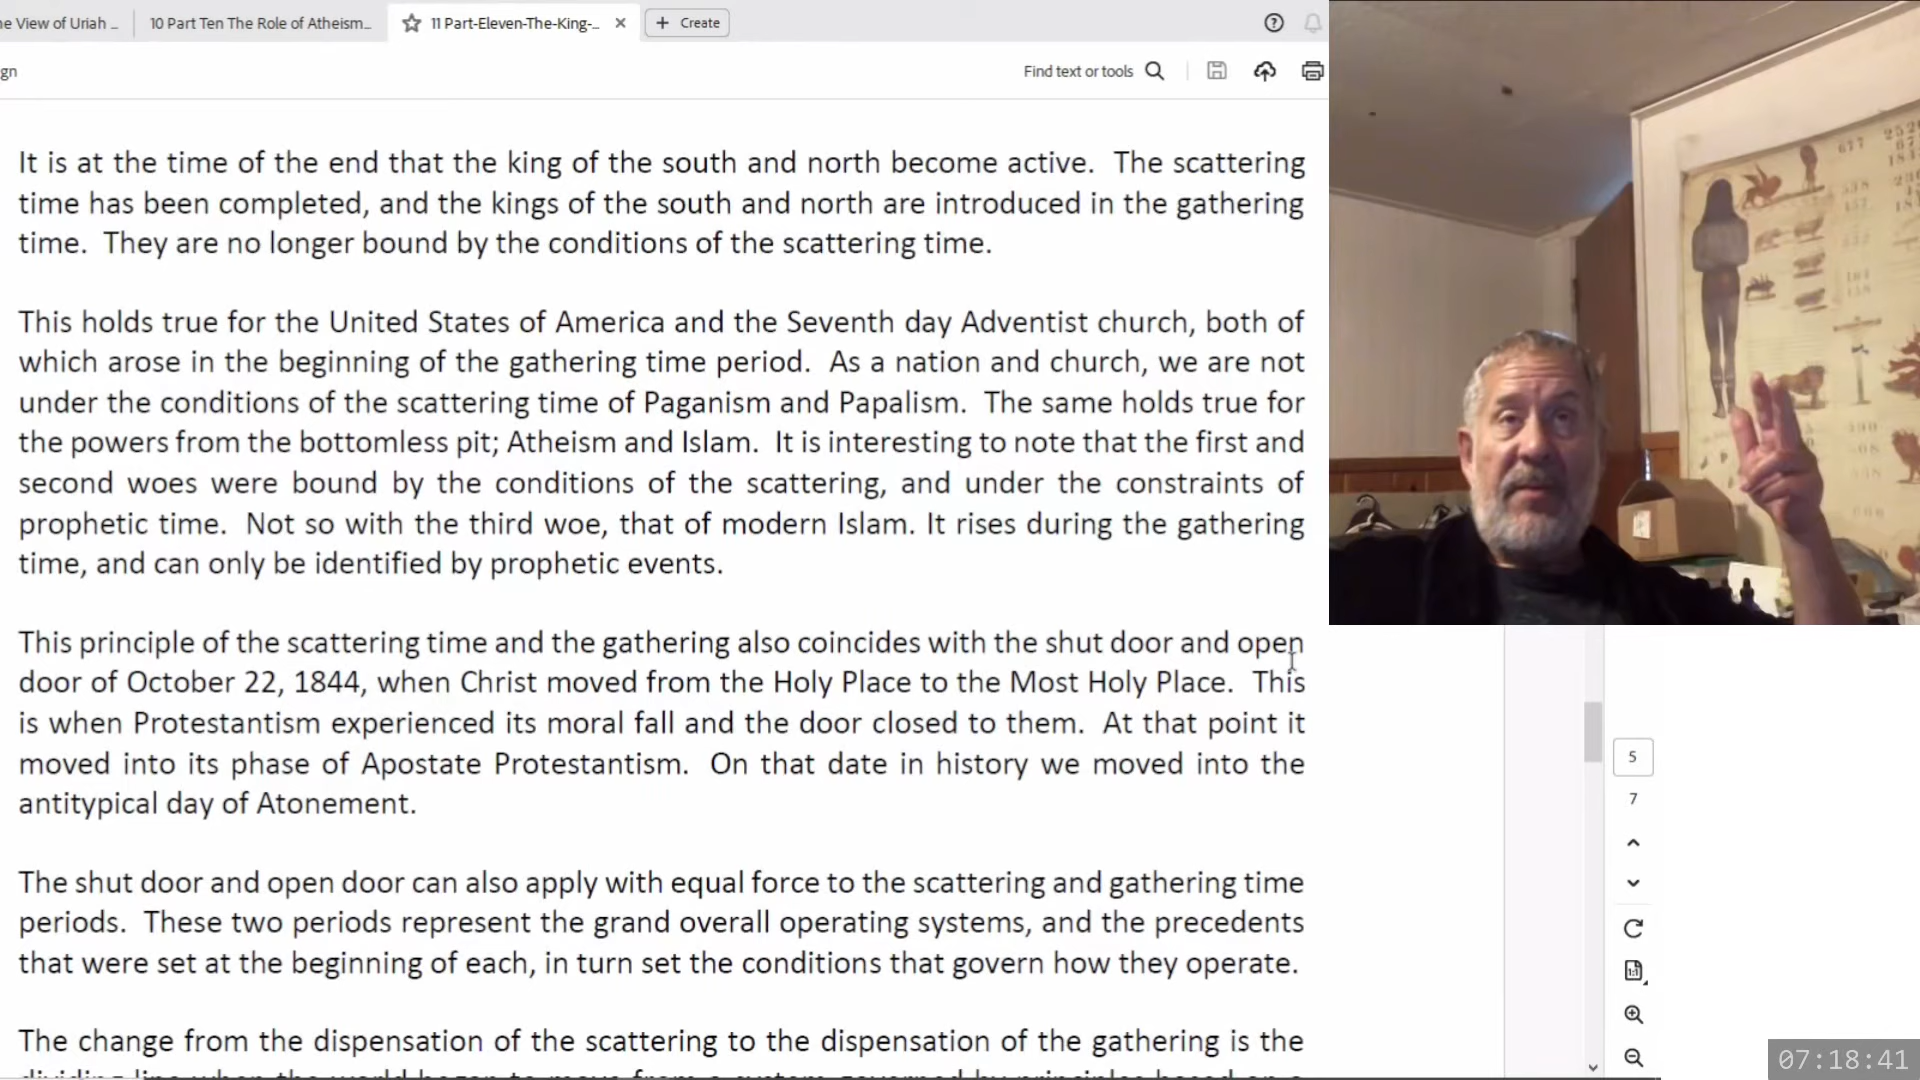 ne View of Uriah ...
10 Part Ten The Role of Atheism...
11 Part-Eleven-The-King-...
Create
gn
Find text or tools
It is at the time of the end that the king of the south and north become active. The scattering
time has been completed, and the kings of the south and north are introduced in the gathering
time. They are no longer bound by the conditions of the scattering time.
This holds true for the United States of America and the Seventh day Adventist church, both of
which arose in the beginning of the gathering time period. As a nation and church, we are not
under the conditions of the scattering time of Paganism and Papalism. The same holds true for
the powers from the bottomless pit; Atheism and Islam. It is interesting to note that the first and
second woes were bound by the conditions of the scattering, and under the constraints of
prophetic time. Not so with the third woe, that of modern Islam. It rises during the gathering
time, and can only be identified by prophetic events.
This principle of the scattering time and the gathering also coincides with the shut door and open
door of October 22, 1844, when Christ moved from the Holy Place to the Most Holy Place. This
is when Protestantism experienced its moral fall and the door closed to them. At that point it
moved into its phase of Apostate Protestantism. On that date in history we moved into the
antitypical day of Atonement.
The shut door and open door can also apply with equal force to the scattering and gathering time
periods. These two periods represent the grand overall operating systems, and the precedents
that were set at the beginning of each, in turn set the conditions that govern how they operate.
The change from the dispensation of the scattering to the dispensation of the gathering is the
677
2520
538
457
5
7
07:18:41